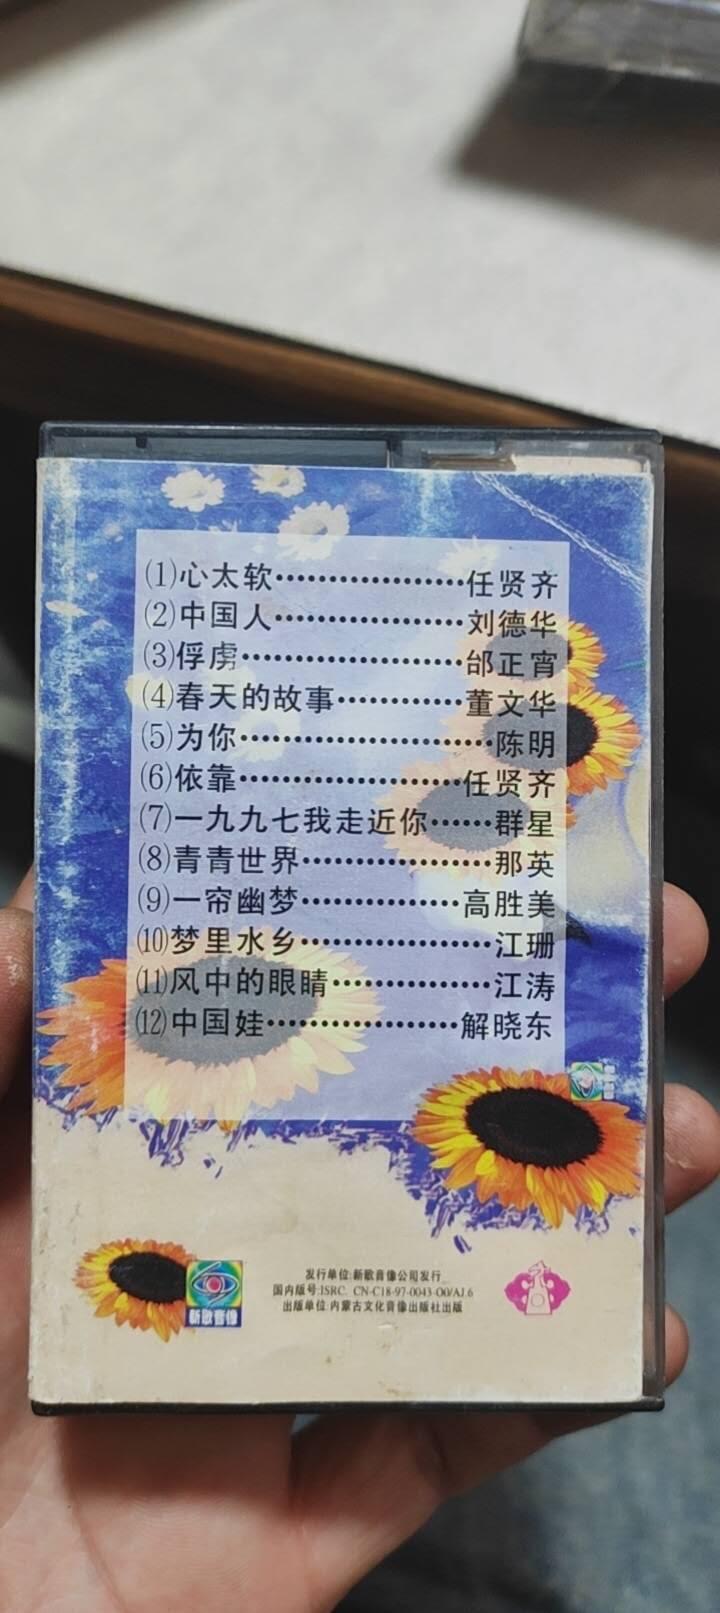 ⑴心太软………………任贤齐
⑵中国人………………刘德华
⑶俘虏…………………邰正宵
⑷春天的故事…………董文华
⑸为你……………………陈明
⑹依靠…………………任贤齐
⑺一九九七我走近你……群星
⑻青青世界………………那英
⑼一帘幽梦……………高胜美
⑽梦里水乡………………江珊
⑾风中的眼睛……………江涛
⑿中国娃………………解晓东
发行单位:新歌音像公司发行
国内版号:ISRC. CN-C18-97-0043-O0/AJ.6
出版单位:内蒙古文化音像出版社出版
新歌音像